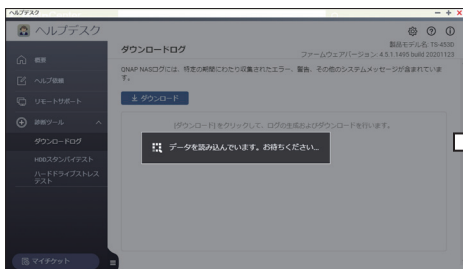 ヘルプデスク
ヘルプデスク
製品モデル名: TS-453D
ファームウェアバージョン: 4.5.1.1495 build 20201123
概要
ヘルプ依頼
リモートサポート
診断ツール
ダウンロードログ
HDDスタンバイテスト
ハードドライブストレス
テスト
マイチケット
ダウンロードログ
QNAP NASログには、特定の期間にわたり収集されたエラー、警告、その他のシステムメッセージが含まれていま
す。
ダウンロード
[ダウンロード]をクリックして、ログの生成およびダウンロードを行います。
データを読み込んでいます。お待ちください...